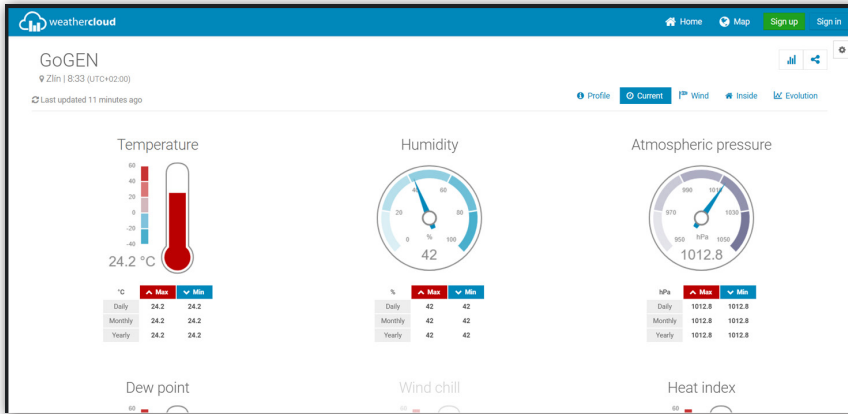 weathercloud
Home Map Sign up Sign in
GoGEN
Zlín | 8:33 (UTC+02:00)
Last updated 11 minutes ago
Profile Current Wind Inside Evolution
Temperature
60
40
20
0
-20
-40
24.2 °C
°C Max Min
Daily 24.2 24.2
Monthly 24.2 24.2
Yearly 24.2 24.2
Humidity
0 20 40 60 80 100
%
42
% Max Min
Daily 42 42
Monthly 42 42
Yearly 42 42
Atmospheric pressure
950 970 990 1010 1030 1050
hPa
1012.8
hPa Max Min
Daily 1012.8 1012.8
Monthly 1012.8 1012.8
Yearly 1012.8 1012.8
Dew point
60
Wind chill
60
Heat index
60